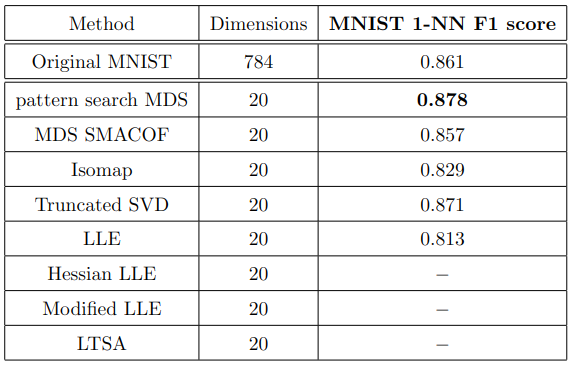 Method Dimensions MNIST 1-NN F1 score
Original MNIST 784 0.861
pattern search MDS 20 0.878
MDS SMACOF 20 0.857
Isomap 20 0.829
Truncated SVD 20 0.871
LLE 20 0.813
Hessian LLE 20 −
Modified LLE 20 −
LTSA 20 −